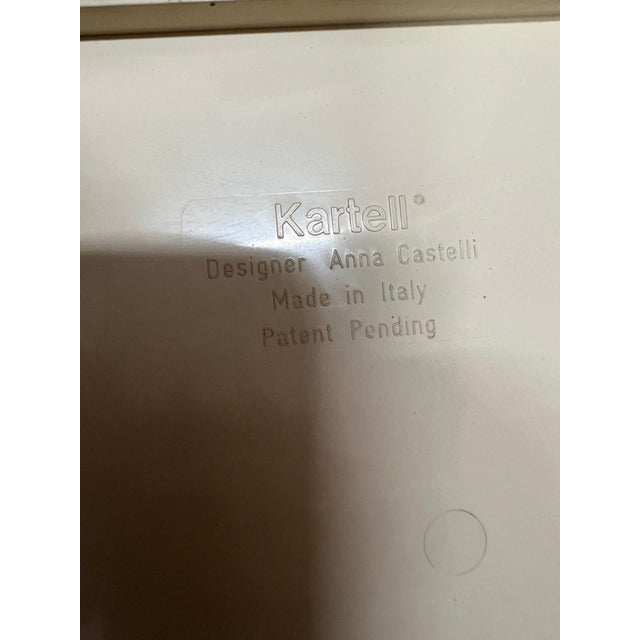 Kartell®
Designer Anna Castelli
Made in Italy
Patent Pending